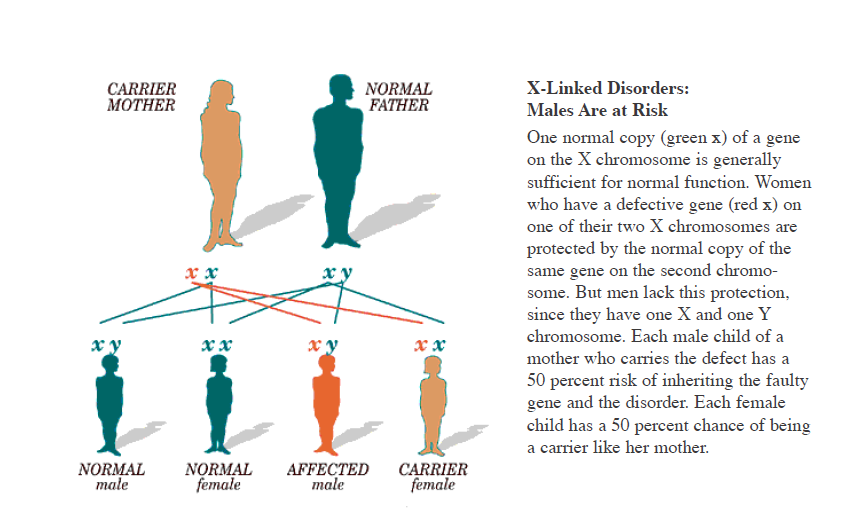 CARRIER
MOTHER
NORMAL
FATHER
x x
x y
x y
x x
x y
x x
NORMAL
male
NORMAL
female
AFFECTED
male
CARRIER
female
X-Linked Disorders:
Males Are at Risk
One normal copy (green x) of a gene
on the X chromosome is generally
sufficient for normal function. Women
who have a defective gene (red x) on
one of their two X chromosomes are
protected by the normal copy of the
same gene on the second chromo-
some. But men lack this protection,
since they have one X and one Y
chromosome. Each male child of a
mother who carries the defect has a
50 percent risk of inheriting the faulty
gene and the disorder. Each female
child has a 50 percent chance of being
a carrier like her mother.